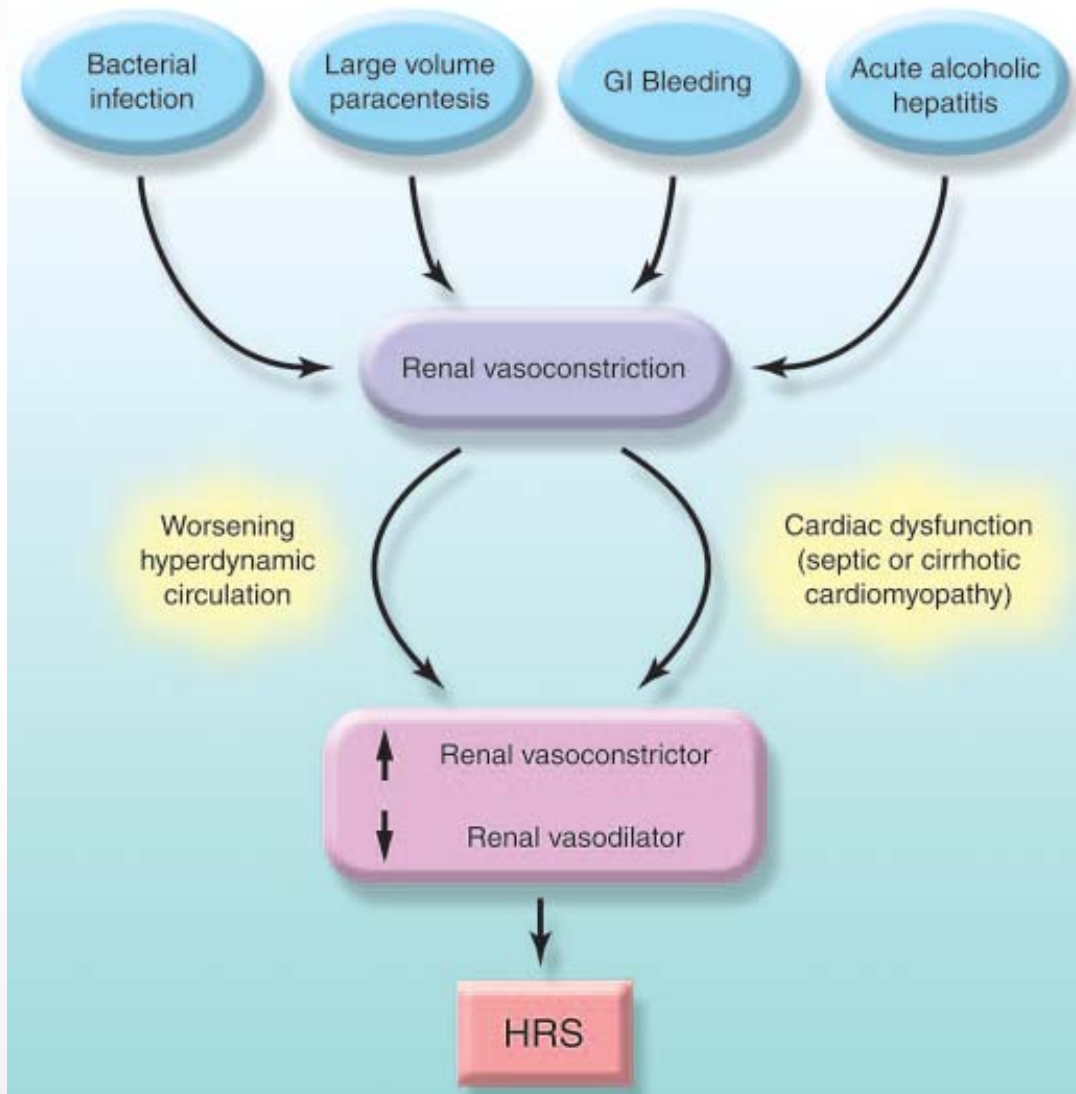 Bacterial
infection
Large volume
paracentesis
GI Bleeding
Acute alcoholic
hepatitis
Renal vasoconstriction
Worsening
hyperdynamic
circulation
Cardiac dysfunction
(septic or cirrhotic
cardiomyopathy)
Renal vasoconstrictor
Renal vasodilator
HRS